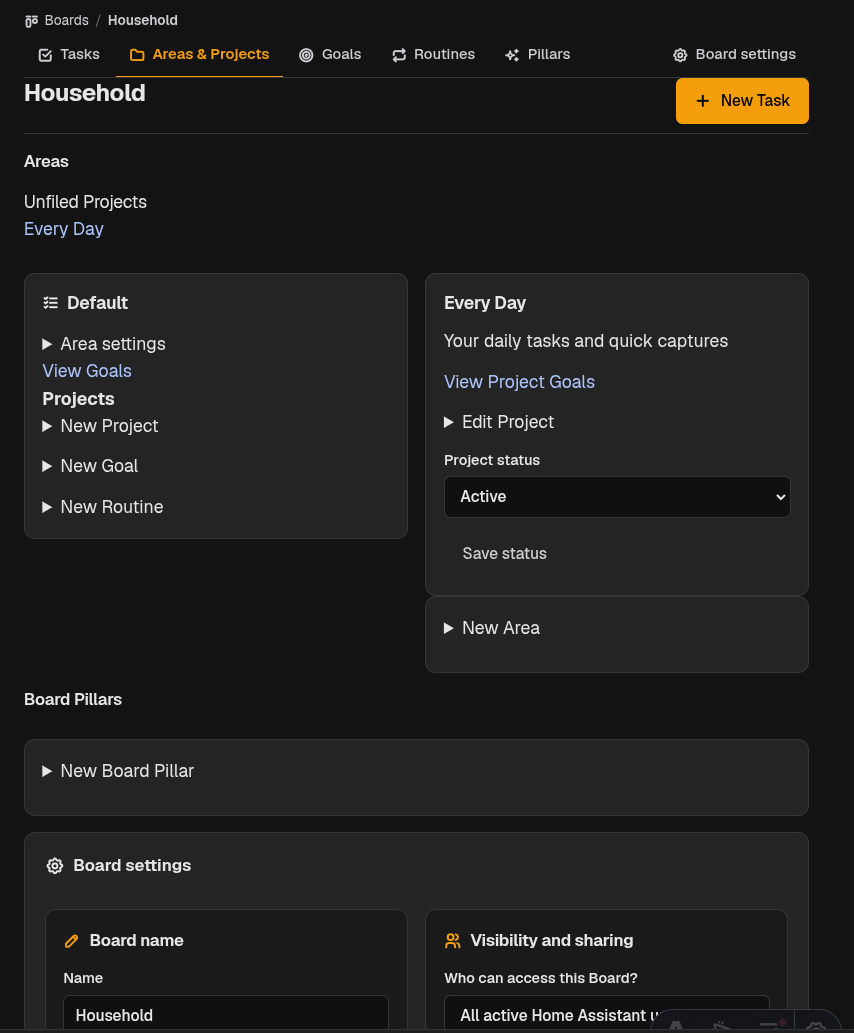 Boards / Household
Tasks
Areas & Projects
Goals
Routines
Pillars
Board settings
Household
+ New Task
Areas
Unfiled Projects
Every Day
Default
Area settings
View Goals
Projects
New Project
New Goal
New Routine
Every Day
Your daily tasks and quick captures
View Project Goals
Edit Project
Project status
Active
Save status
New Area
Board Pillars
New Board Pillar
Board settings
Board name
Name
Household
Visibility and sharing
Who can access this Board?
All active Home Assistant